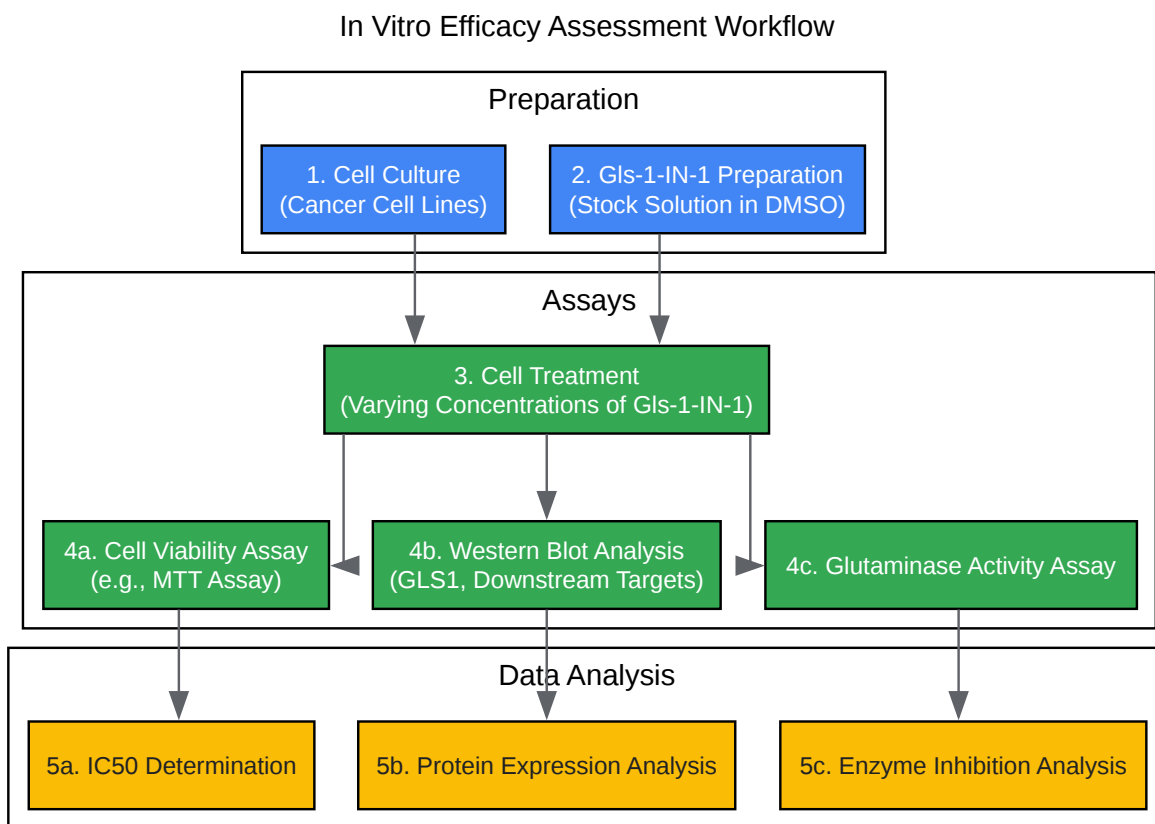 In Vitro Efficacy Assessment Workflow
Preparation
1. Cell Culture
(Cancer Cell Lines)
2. Gls-1-IN-1 Preparation
(Stock Solution in DMSO)
Assays
3. Cell Treatment
(Varying Concentrations of Gls-1-IN-1)
4a. Cell Viability Assay
(e.g., MTT Assay)
4b. Western Blot Analysis
(GLS1, Downstream Targets)
4c. Glutaminase Activity Assay
Data Analysis
5a. IC50 Determination
5b. Protein Expression Analysis
5c. Enzyme Inhibition Analysis